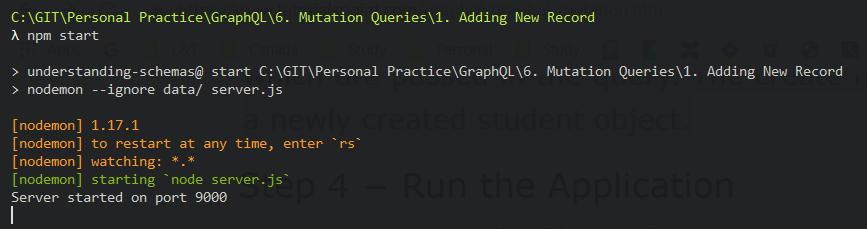 C:\GIT\Personal Practice\GraphQL\6. Mutation Queries\1. Adding New Record
λ npm start
> understanding-schemas@ start C:\GIT\Personal Practice\GraphQL\6. Mutation Queries\1. Adding New Record
> nodemon --ignore data/ server.js
a newly created student object.
[nodemon] 1.17.1
[nodemon] to restart at any time, enter `rs`
[nodemon] watching: *.*
[nodemon] starting `node server.js`
Step 4 − Run the Application
Server started on port 9000